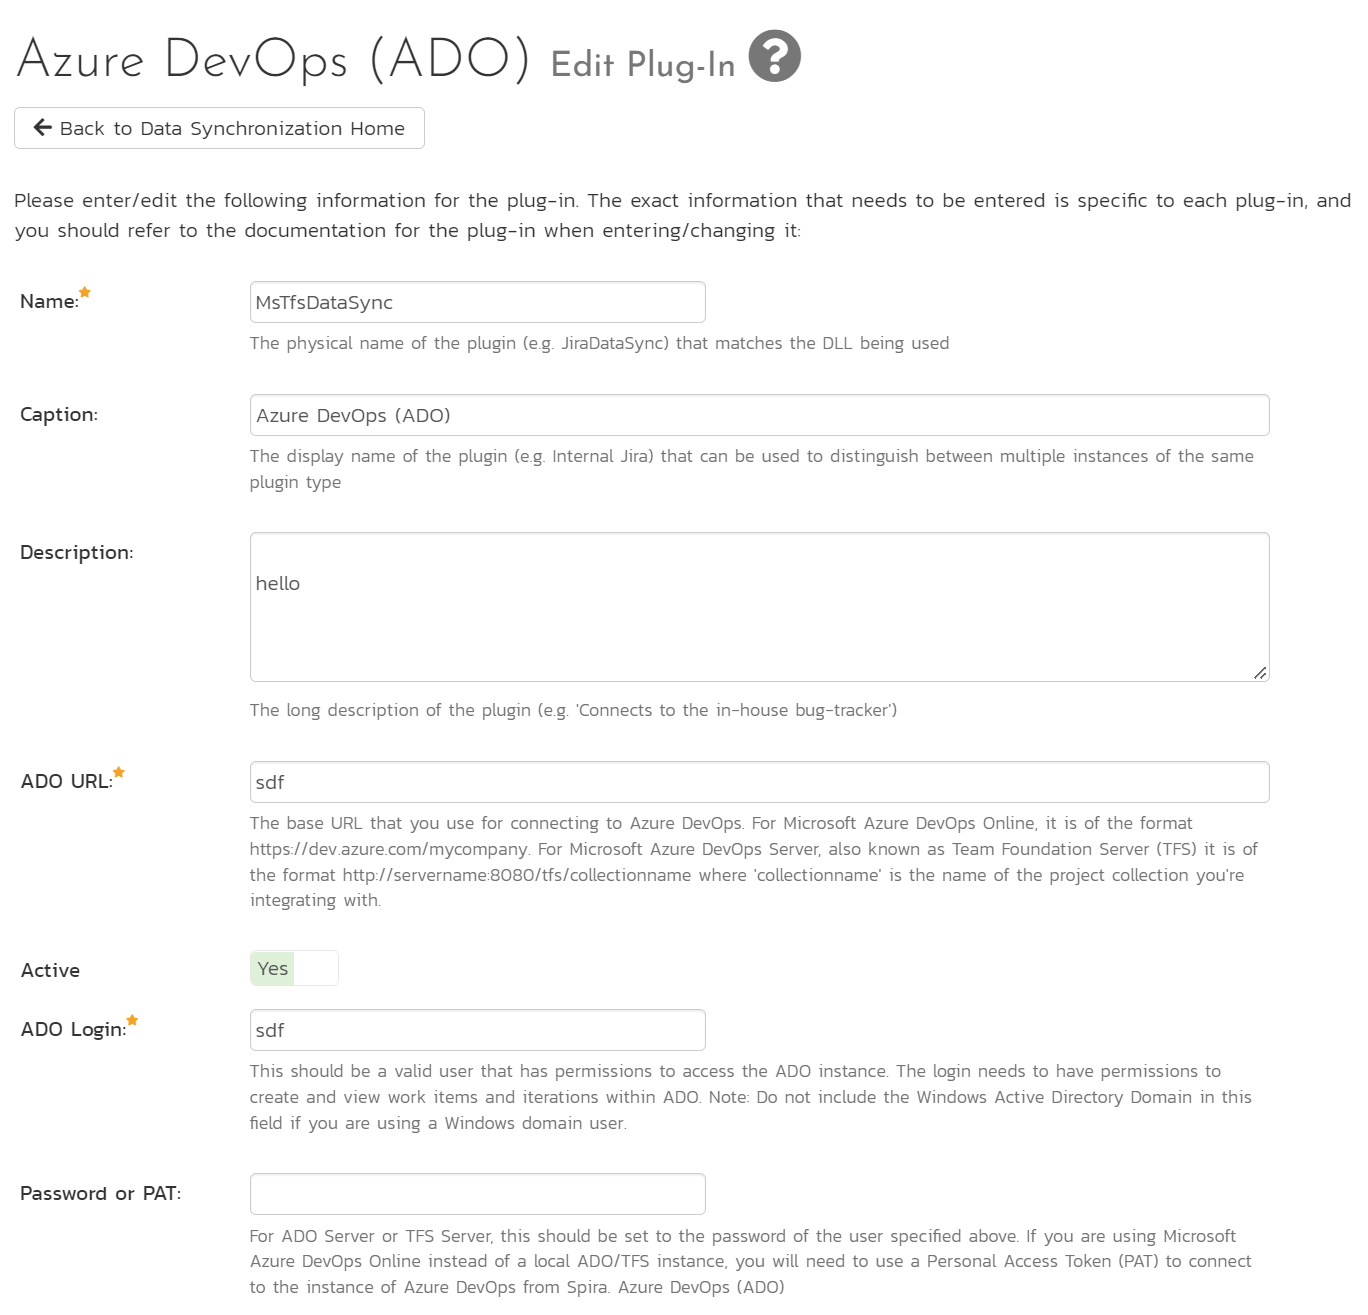 Azure DevOps (ADO) Edit Plug-In ?
Back to Data Synchronization Home
Please enter/edit the following information for the plug-in. The exact information that needs to be entered is specific to each plug-in, and
you should refer to the documentation for the plug-in when entering/changing it:
Name:
MsTfsDataSync
The physical name of the plugin (e.g. JiraDataSync) that matches the DLL being used
Caption:
Azure DevOps (ADO)
The display name of the plugin (e.g. Internal Jira) that can be used to distinguish between multiple instances of the same
plugin type
Description:
hello
The long description of the plugin (e.g. 'Connects to the in-house bug-tracker')
ADO URL:
sdf
The base URL that you use for connecting to Azure DevOps. For Microsoft Azure DevOps Online, it is of the format
https://dev.azure.com/mycompany. For Microsoft Azure DevOps Server, also known as Team Foundation Server (TFS) it is of
the format http://servername:8080/tfs/collectionname where 'collectionname' is the name of the project collection you're
integrating with.
Active
Yes
ADO Login:
sdf
This should be a valid user that has permissions to access the ADO instance. The login needs to have permissions to
create and view work items and iterations within ADO. Note: Do not include the Windows Active Directory Domain in this
field if you are using a Windows domain user.
Password or PAT:
For ADO Server or TFS Server, this should be set to the password of the user specified above. If you are using Microsoft
Azure DevOps Online instead of a local ADO/TFS instance, you will need to use a Personal Access Token (PAT) to connect
to the instance of Azure DevOps from Spira. Azure DevOps (ADO)